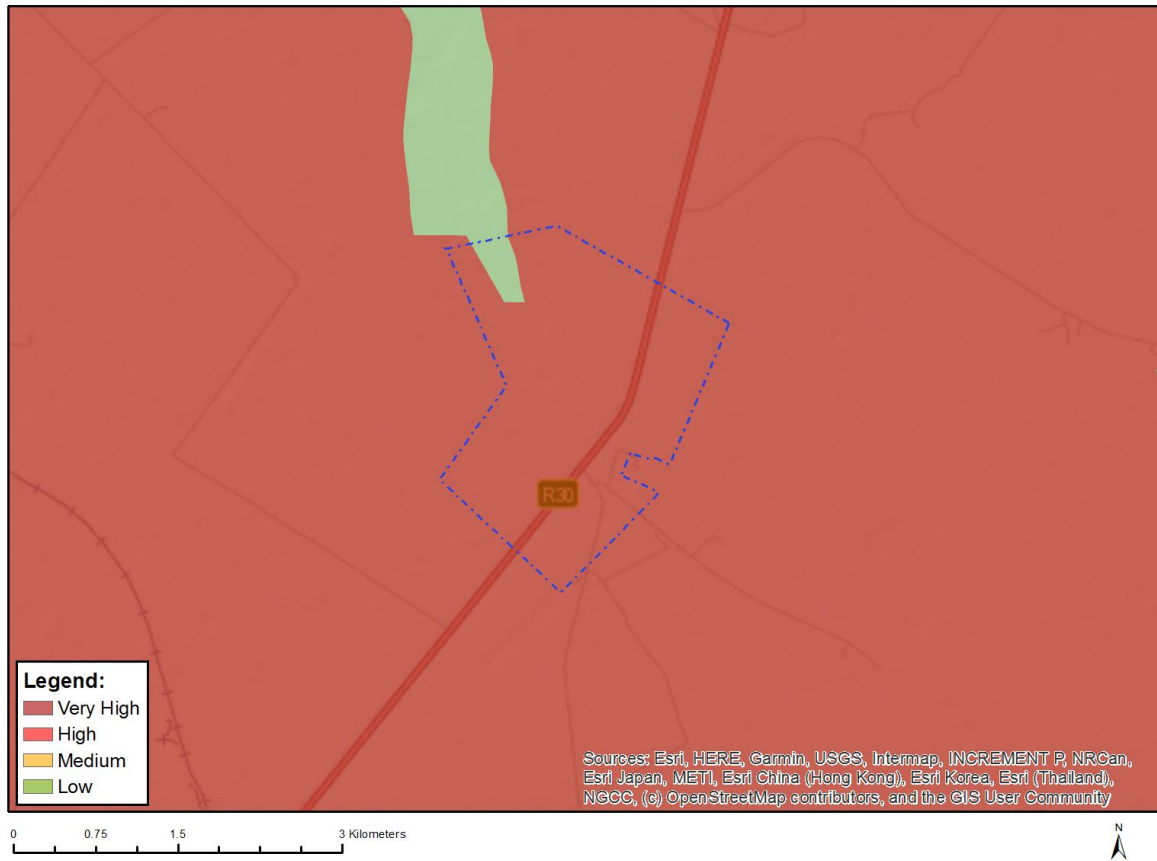 R30
Legend:
Very High
High
Medium
Low
Sources: Esri, HERE, Garmin, USGS, Intermap, INCREMENT P, NRCan,
Esri Japan, METI, Esri China (Hong Kong), Esri Korea, Esri (Thailand),
NGCC, (c) OpenStreetMap contributors, and the GIS User Community
0 0.75 1.5 3 Kilometers
N